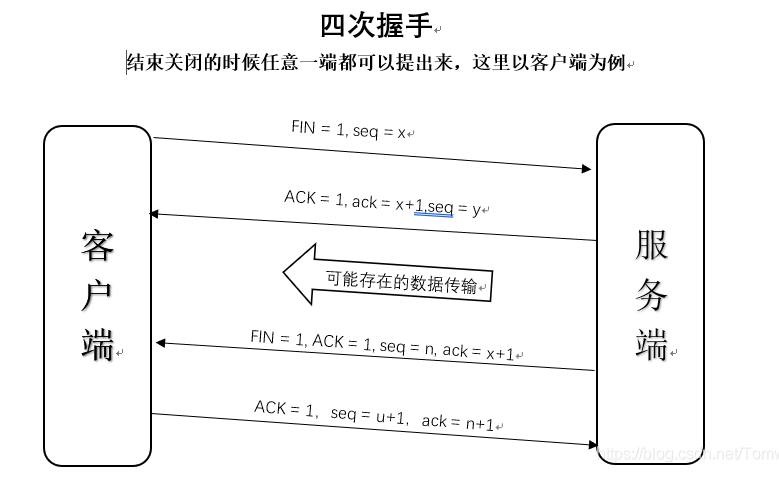 四次握手
结束关闭的时候任意一端都可以提出来，这里以客户端为例
FIN = 1, seq = x
ACK = 1, ack = x+1,seq = y
可能存在的数据传输
FIN = 1, ACK = 1, seq = n, ack = x+1
ACK = 1, seq = u+1, ack = n+1
客户端
服务端
https://blog.csdn.net/Tomv